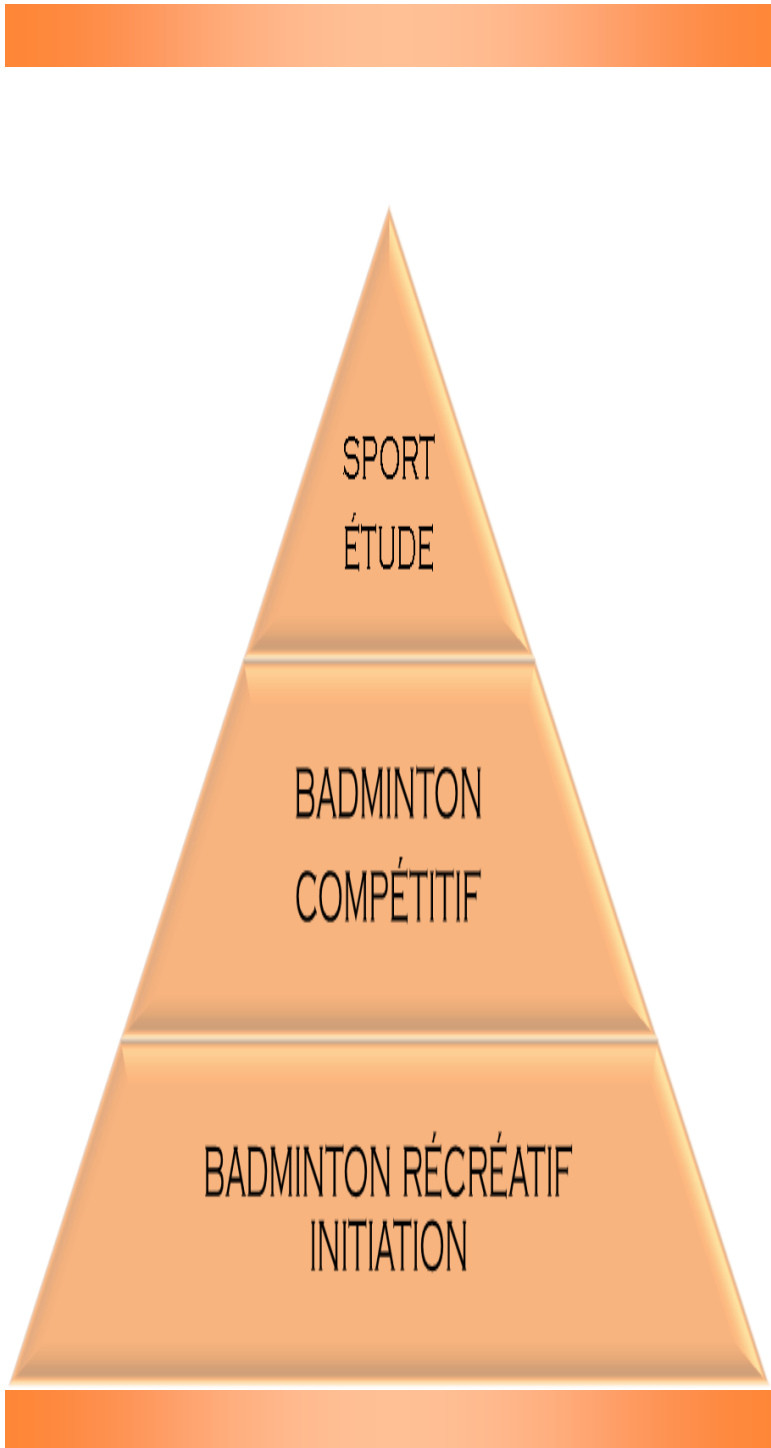 SPORT
ÉTUDE
BADMINTON
COMPÉTITIF
BADMINTON RÉCRÉATIF
INITIATION